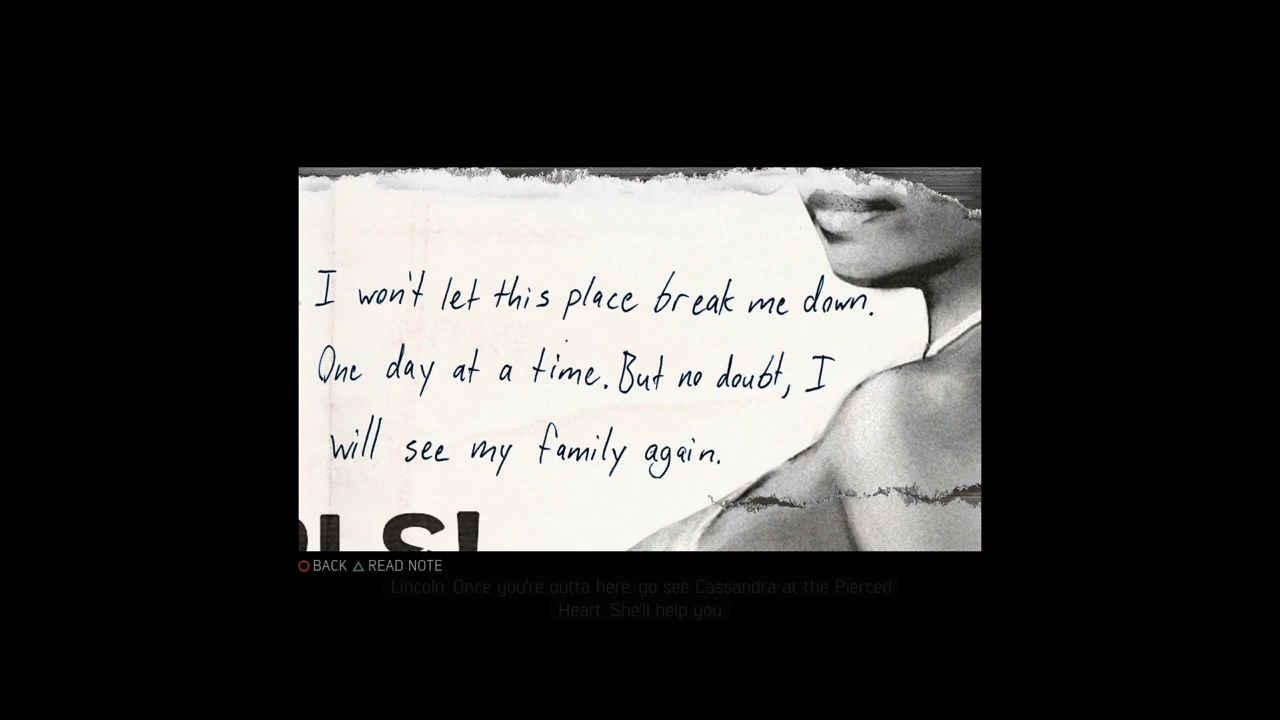 I won't let this place break me down.
One day at a time. But no doubt, I
will see my family again.
LS!
BACK READ NOTE
Lincoln: Once you're outta here, go see Cassandra at the Pierced
Heart. She'll help you.